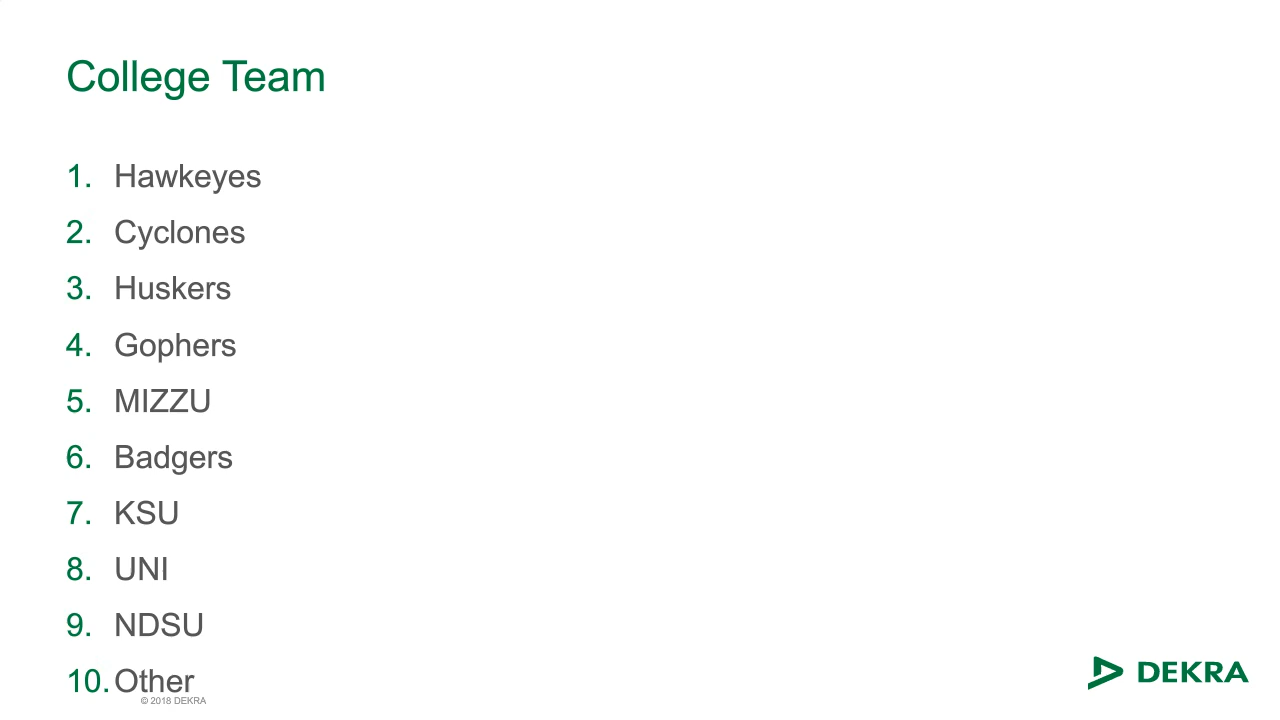 College Team
1. Hawkeyes
2. Cyclones
3. Huskers
4. Gophers
5. MIZZU
6. Badgers
7. KSU
8. UNI
9. NDSU
10. Other
© 2018 DEKRA
DEKRA